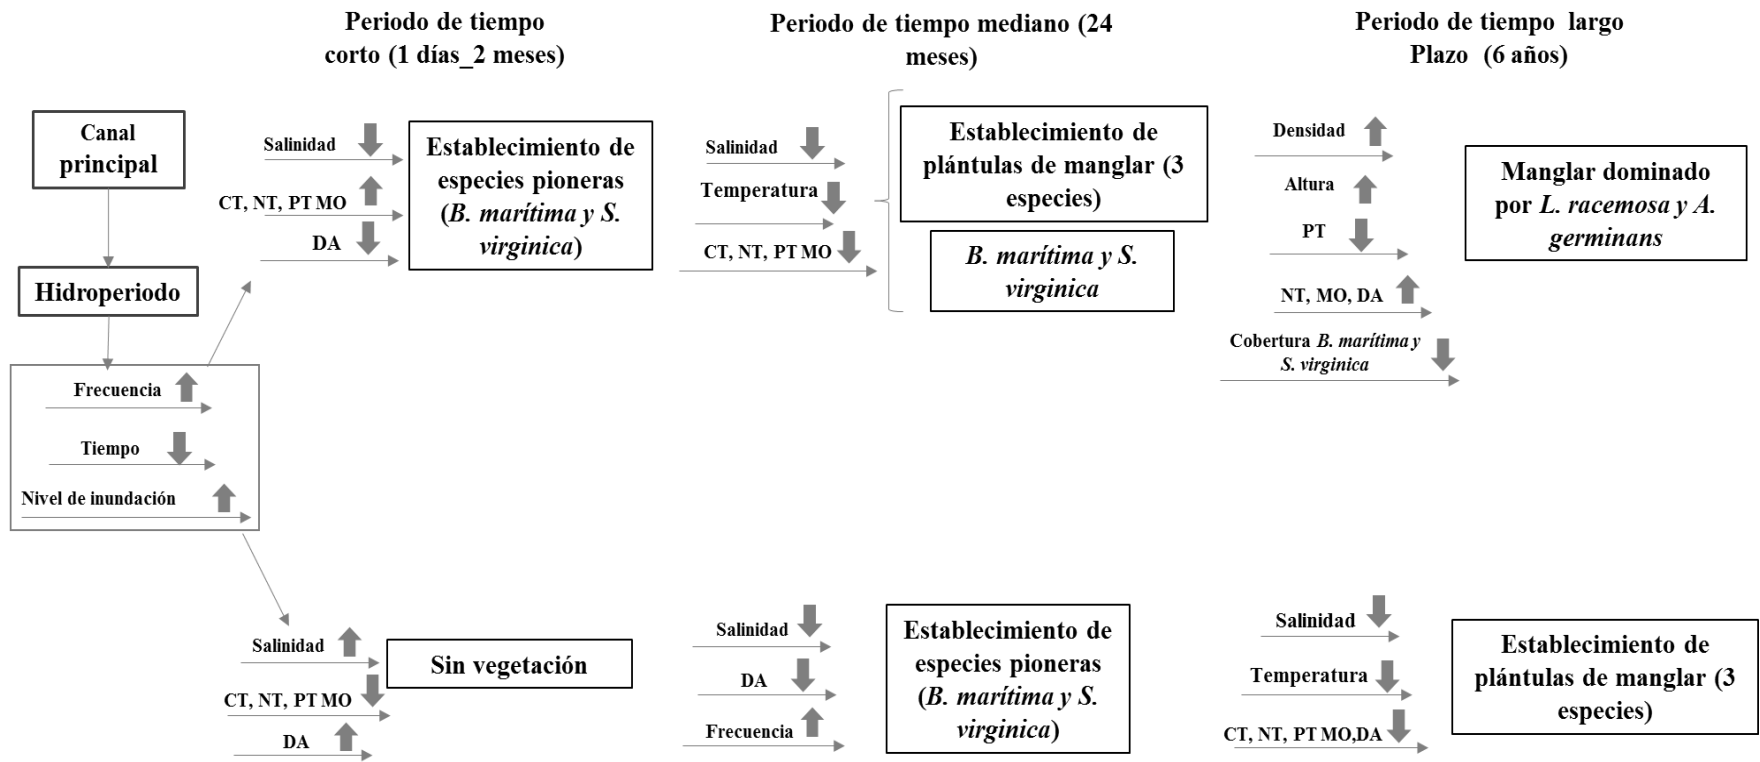 Periodo de tiempo
corto (1 días_2 meses)
Periodo de tiempo mediano (24
meses)
Periodo de tiempo largo
Plazo (6 años)
Canal
principal
Hidroperiodo
Frecuencia
Tiempo
Nivel de inundación
Salinidad
CT, NT, PT MO
DA
Establecimiento de
especies pioneras
(B. marítima y S.
virginica)
Salinidad
Temperatura
CT, NT, PT MO
Establecimiento de
plántulas de manglar (3
especies)
B. marítima y S.
virginica
Densidad
Altura
PT
NT, MO, DA
Cobertura B. marítima y
S. virginica
Manglar dominado
por L. racemosa y A.
germinans
Salinidad
CT, NT, PT MO
DA
Sin vegetación
Salinidad
DA
Frecuencia
Establecimiento de
especies pioneras
(B. marítima y S.
virginica)
Salinidad
Temperatura
CT, NT, PT MO,DA
Establecimiento de
plántulas de manglar (3
especies)